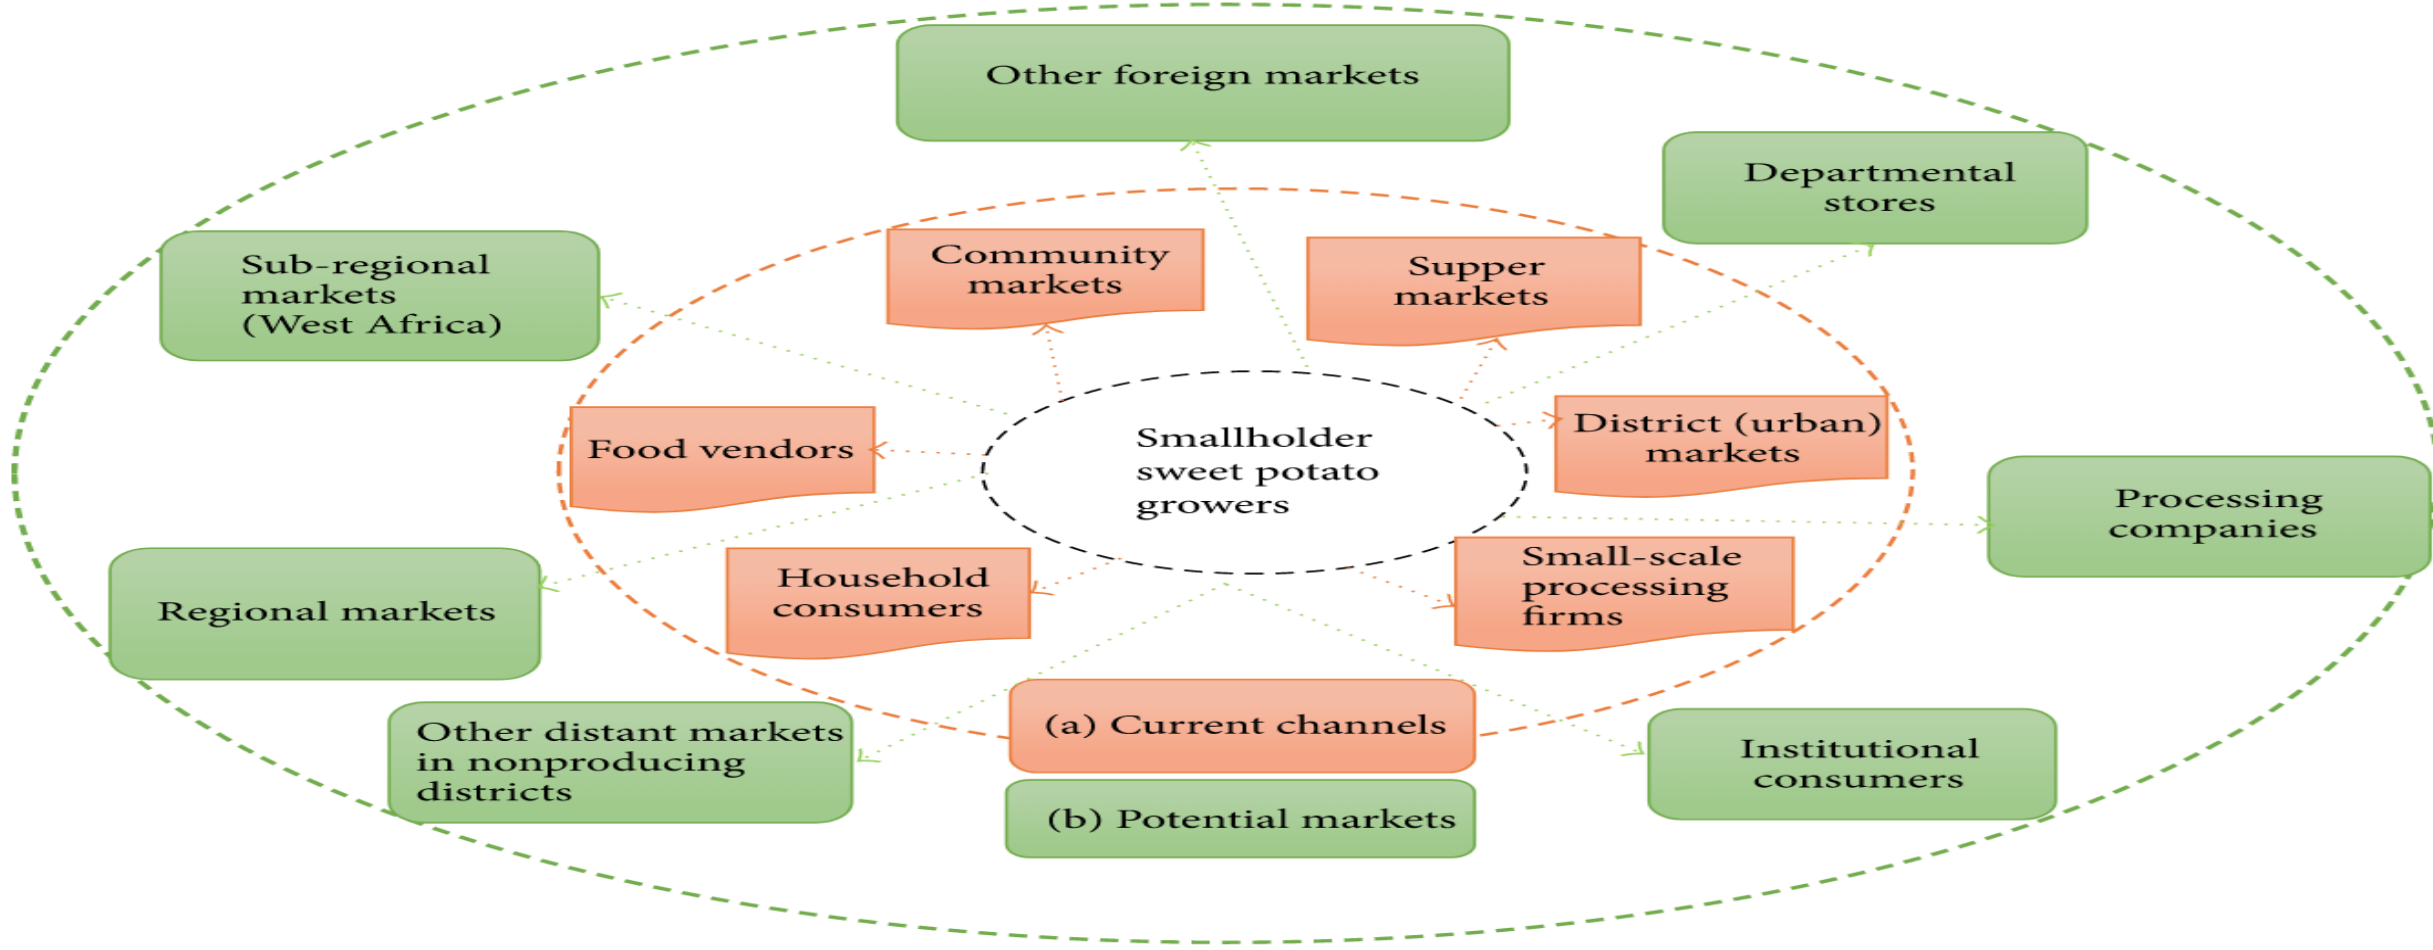 Other foreign markets
Departmental
stores
Sub-regional
markets
(West Africa)
Community
markets
Supper
markets
Food vendors
Smallholder
sweet potato
growers
District (urban)
markets
Processing
companies
Regional markets
Household
consumers
Small-scale
processing
firms
Other distant markets
in nonproducing
districts
(a) Current channels
(b) Potential markets
Institutional
consumers